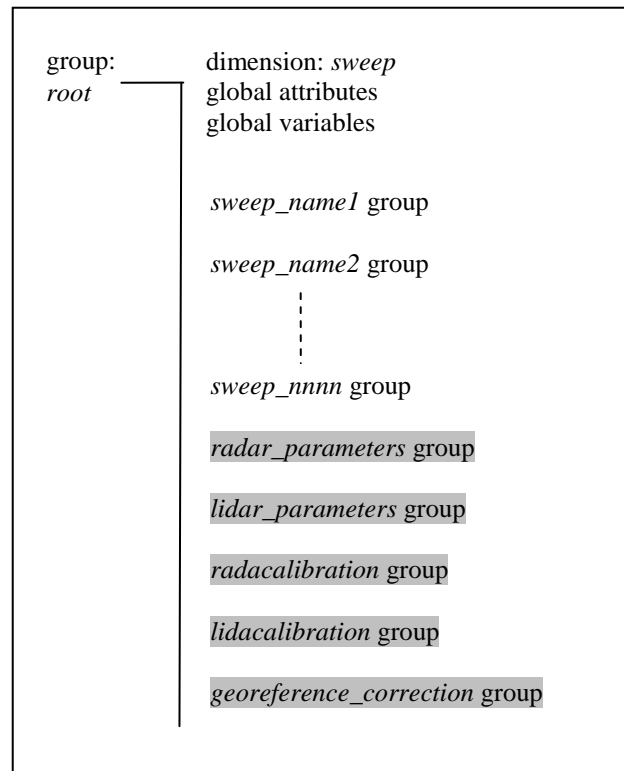 group:
root
dimension: sweep
global attributes
global variables
sweep_name1 group
sweep_name2 group
sweep_nnnn group
radar_parameters group
lidar_parameters group
radacalibration group
lidacalibration group
georeference_correction group